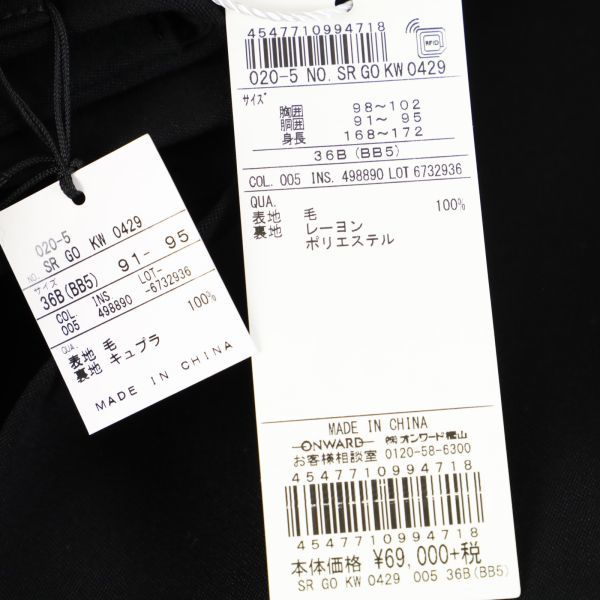 4547710994718
RFID
020-5 NO. SR GO KW 0429
サイズ
胸囲 98～102
胴囲 91～ 95
身長 168～172
36B (BB5)
COL. 005 INS. 498890 LOT 6732936
QUA.
表地 毛 100%
裏地 レーヨン
ポリエステル
MADE IN CHINA
ONWARD ㈱オンワード樫山
お客様相談室 0120-58-6300
4547710994718
4547710994718
本体価格 ¥69,000+税
SR GO KW 0429 005 36B(BB5)
020-5
NO. SR GO KW 0429
サイズ
36B(BB5) 91- 95
COL. INS LOT-
005 498890 -6732936
QUA.
表地 毛 100%
裏地 キュプラ
MADE IN CHINA